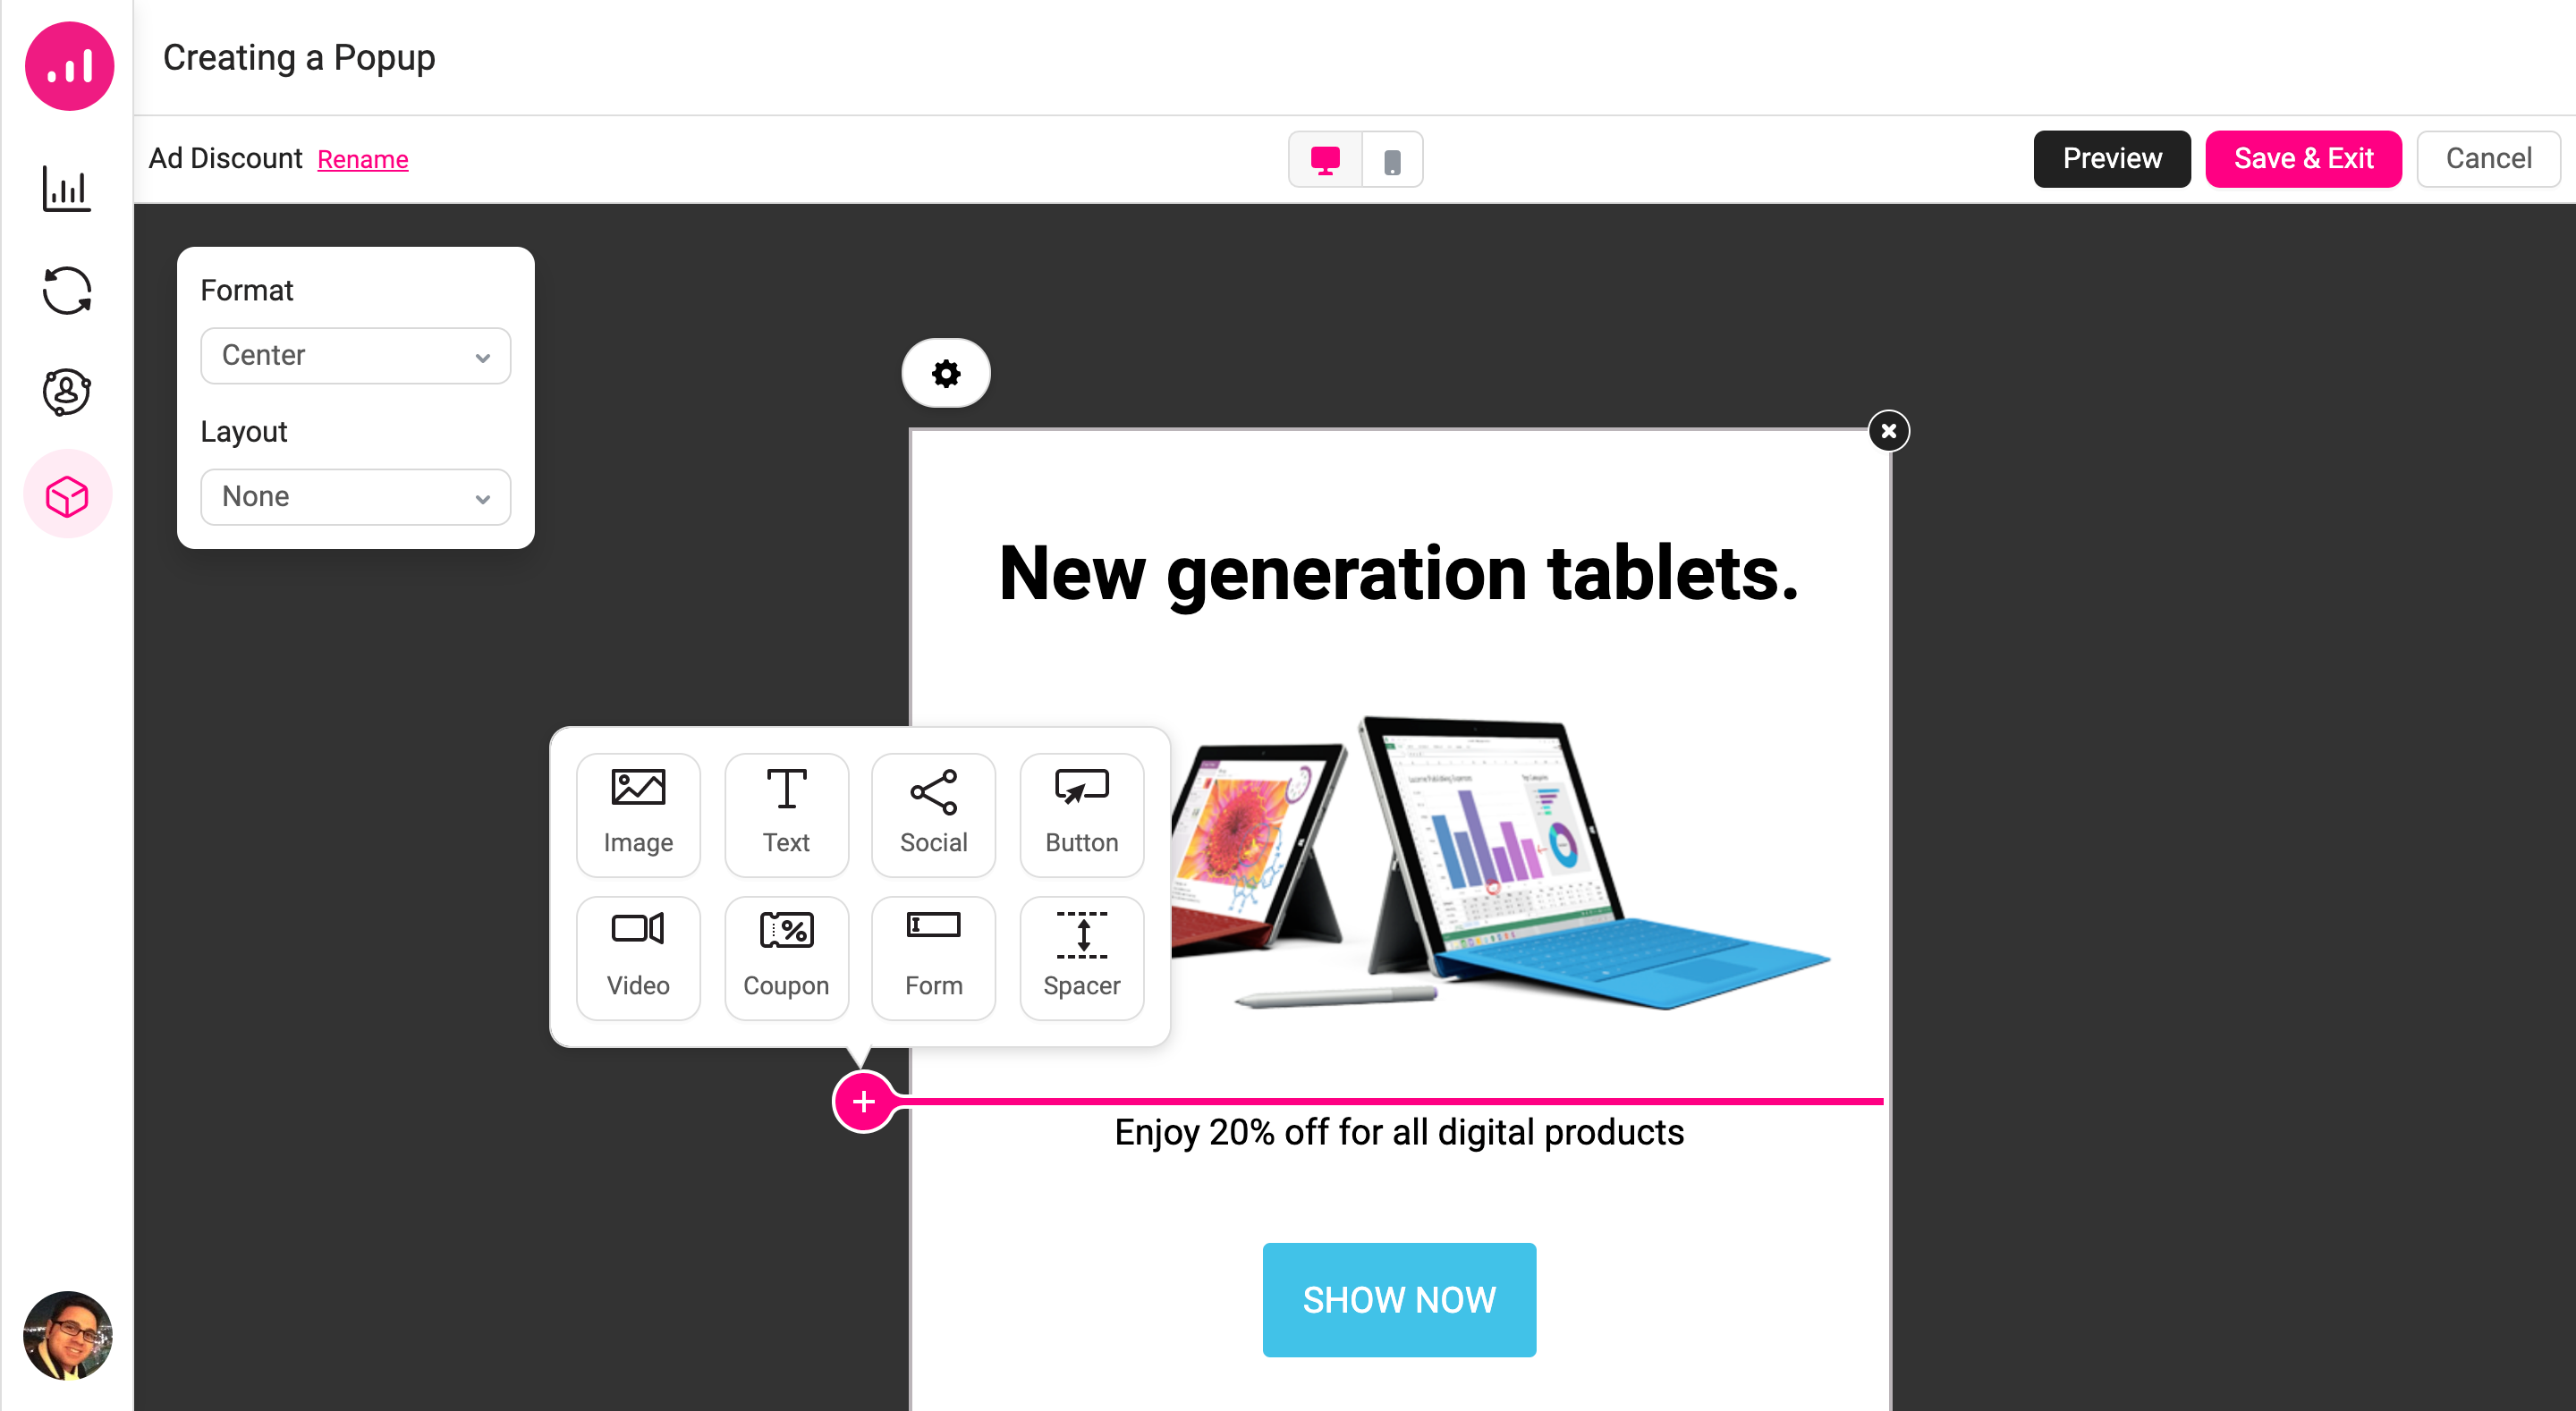 Creating a Popup
Ad Discount Rename
Preview
Save & Exit
Cancel
Format
Center
Layout
None
New generation tablets.
Image
Text
Social
Button
Video
Coupon
Form
Spacer
Enjoy 20% off for all digital products
SHOW NOW